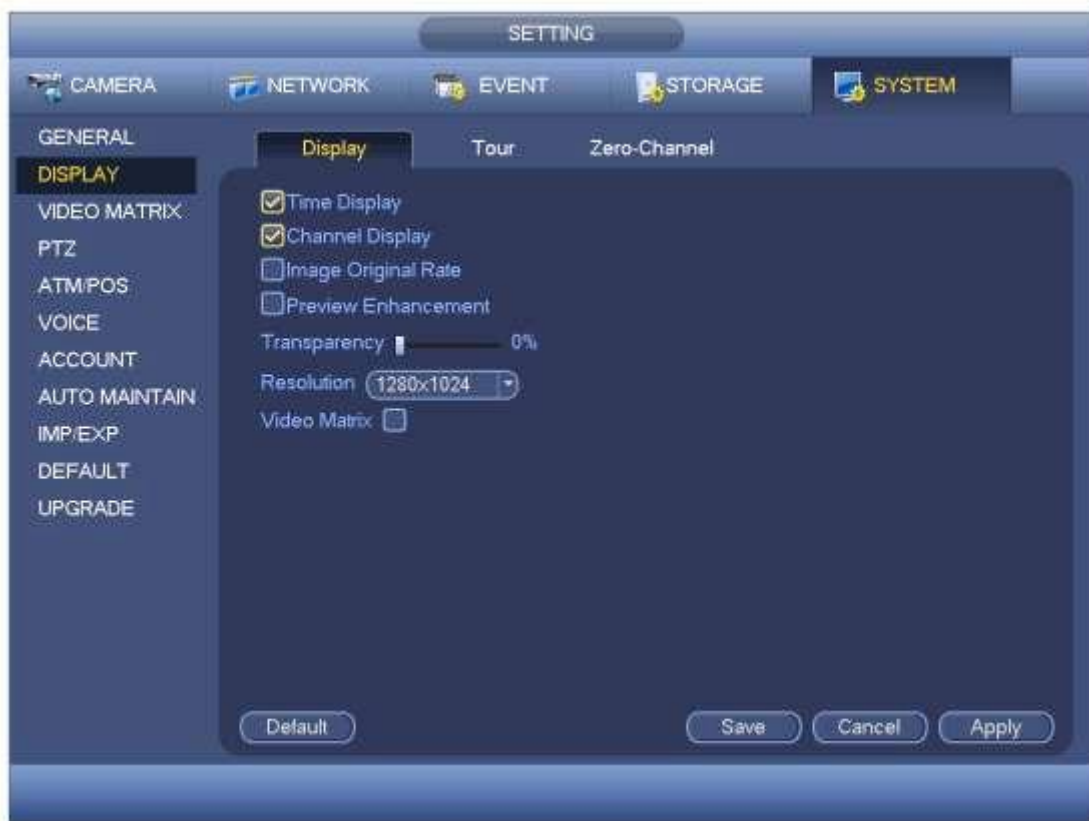 SETTING
CAMERA NETWORK EVENT STORAGE SYSTEM
GENERAL
DISPLAY
VIDEO MATRIX
PTZ
ATM/POS
VOICE
ACCOUNT
AUTO MAINTAIN
IMP/EXP
DEFAULT
UPGRADE
Display Tour Zero-Channel
Time Display
Channel Display
Image Original Rate
Preview Enhancement
Transparency 0%
Resolution 1280x1024
Video Matrix
Default Save Cancel Apply